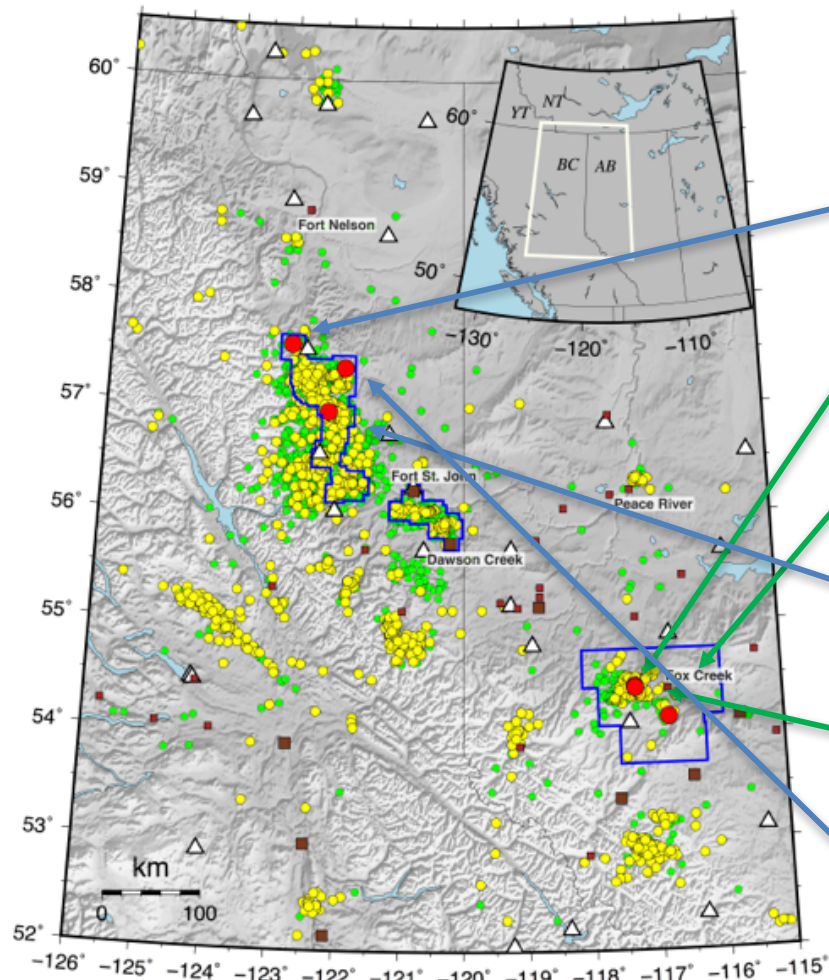 60°
59°
58°
57°
56°
55°
54°
53°
52°
YT
NT
60°
BC
AB
50°
−130°
−120°
−110°
Fort Nelson
Fort St. John
Peace River
Dawson Creek
Fox Creek
km
0
100
−126°
−125°
−124°
−123°
−122°
−121°
−120°
−119°
−118°
−117°
−116°
−115°